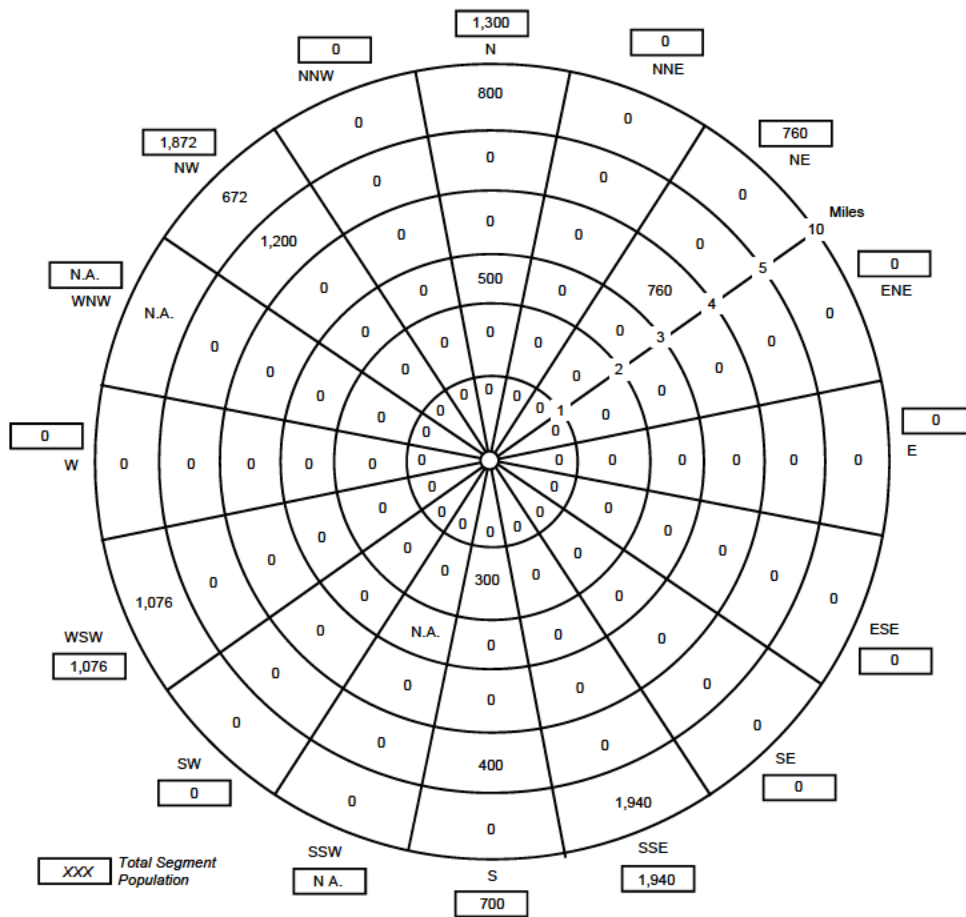 1,300
0 N 0
NNW NNE
800
0 0
1,872 760
0
NW NE
0 0
672 0
Miles
0
0 0 10
1,200 0
5 0
N.A. 500
0 0 0 760 ENE
WNW 4
N.A. 0
0 0 0 0 0 3
0 0
0 0 2 0
0 0 0 0 0
0 0 0 1 0
0
0 0 0
E
W 0 0 0 0 0 0 0 0 0 0 0 0
0 0
0 0 0 0
0 0
0 0 0
0 0 0
0
0 0 300 0 0
1,076 0 0 0
0 N.A. 0 0 ESE
WSW 0
0
1,076 0
0 0 0
0
0 0
0 0
SW 400 SE
0 0
0 1,940
0
SSW SSE
Total Segment
XXX
Population
S
N A. 1,940
700